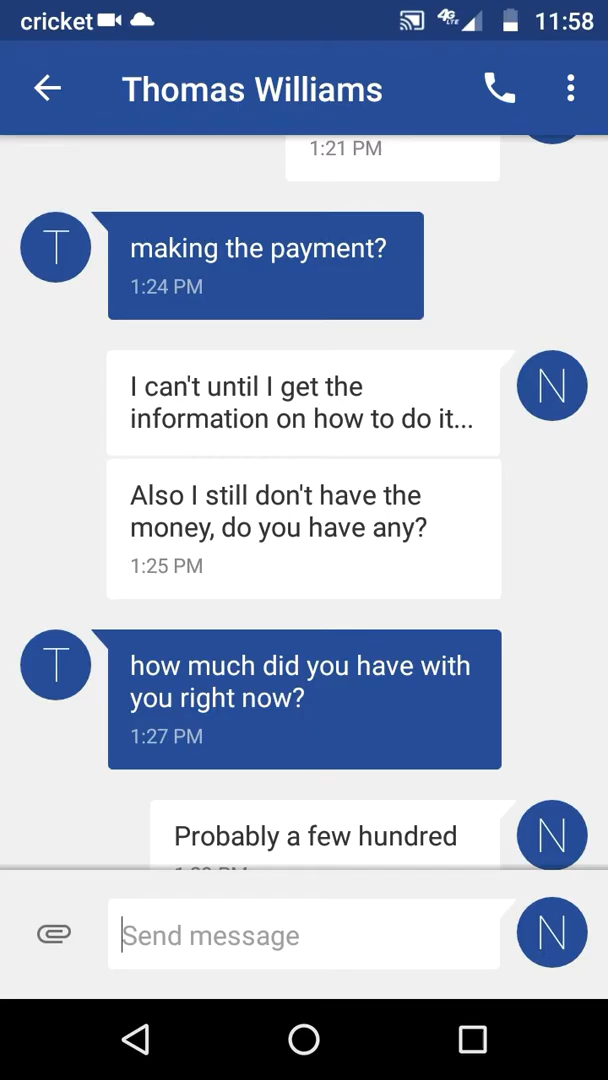 cricket 4G LTE 11:58
Thomas Williams
1:21 PM
T
making the payment?
1:24 PM
I can't until I get the
information on how to do it...
N
Also I still don't have the
money, do you have any?
1:25 PM
T
how much did you have with
you right now?
1:27 PM
Probably a few hundred
N
Send message
N